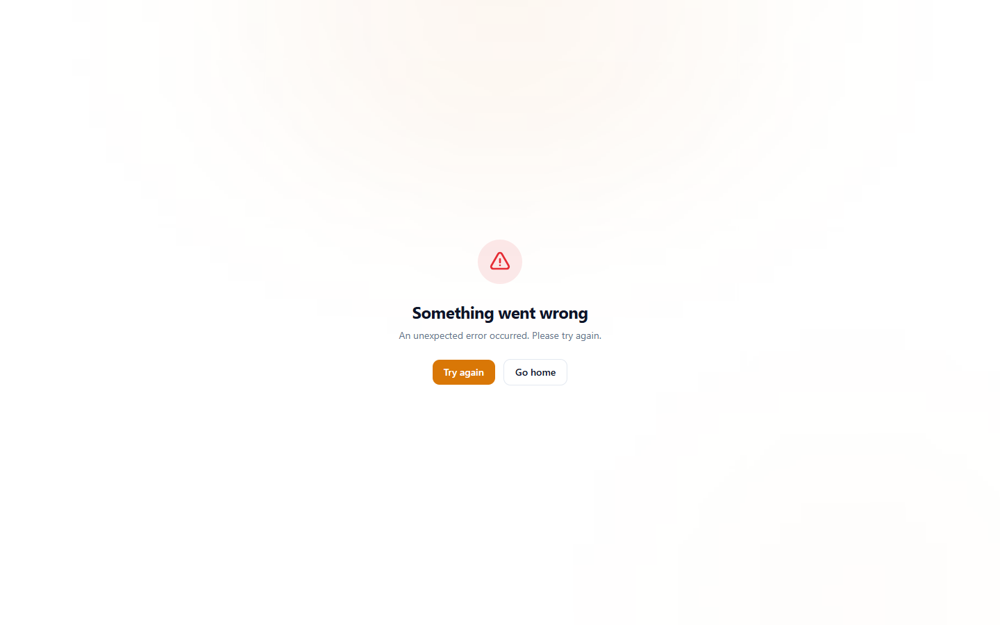 Something went wrong
An unexpected error occurred. Please try again.
Try again
Go home